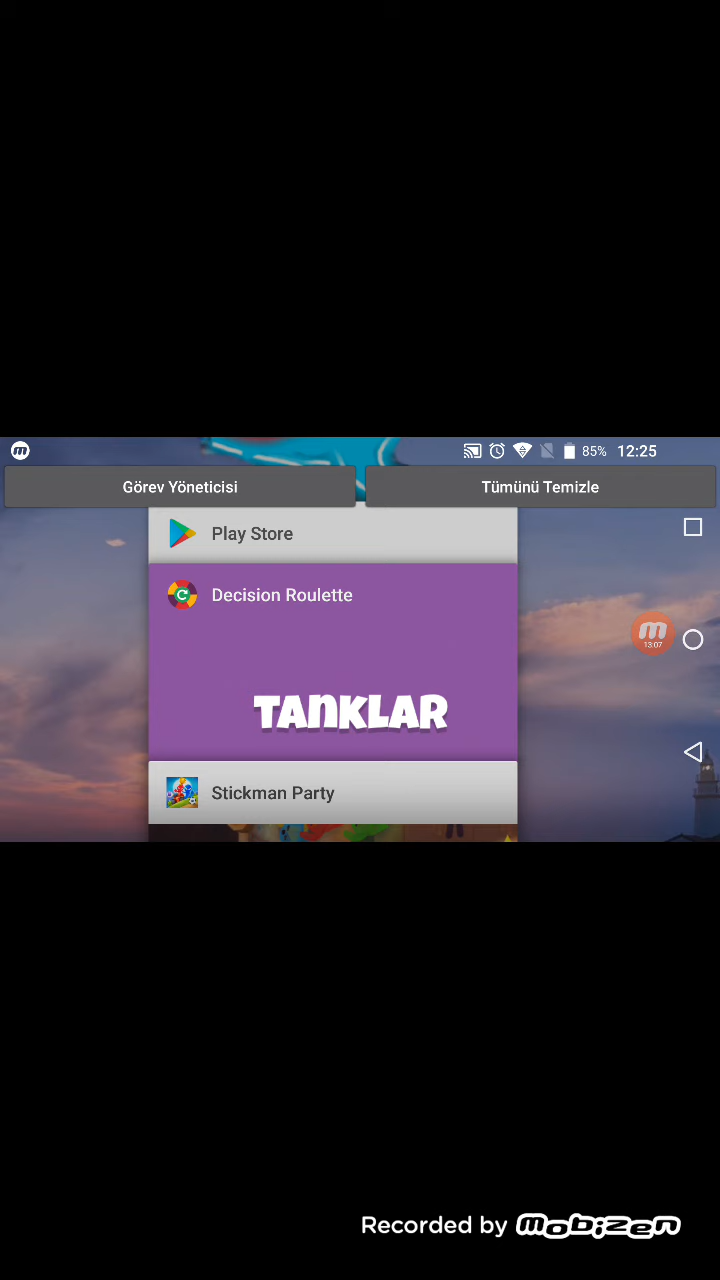 85% 12:25
Görev Yöneticisi Tümünü Temizle
Play Store
Decision Roulette
13:07
TANKLAR
Stickman Party
Recorded by mobizen